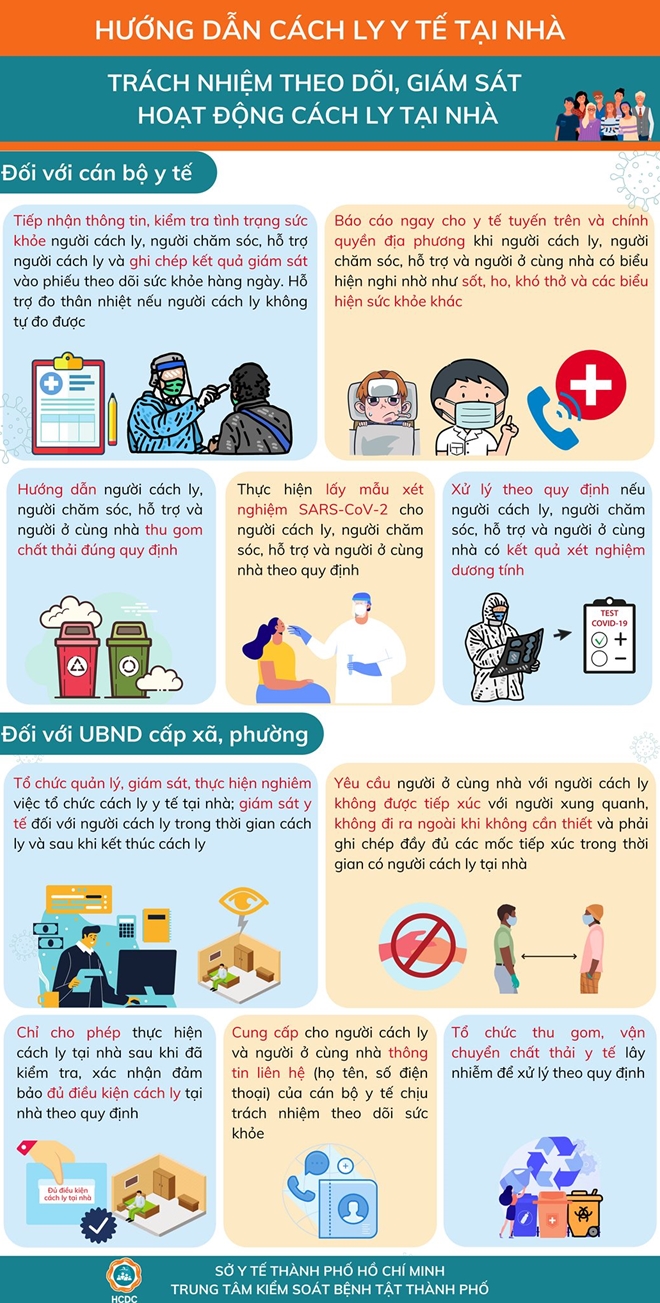 HƯỚNG DẪN CÁCH LY Y TẾ TẠI NHÀ
TRÁCH NHIỆM THEO DÕI, GIÁM SÁT
HOẠT ĐỘNG CÁCH LY TẠI NHÀ
Đối với cán bộ y tế
Tiếp nhận thông tin, kiểm tra tình trạng sức
khỏe người cách ly, người chăm sóc, hỗ trợ
người cách ly và ghi chép kết quả giám sát
vào phiếu theo dõi sức khỏe hàng ngày. Hỗ
trợ đo thân nhiệt nếu người cách ly không
tự đo được
Báo cáo ngay cho y tế tuyến trên và chính
quyền địa phương khi người cách ly, người
chăm sóc, hỗ trợ và người ở cùng nhà có biểu
hiện nghi nhờ như sốt, ho, khó thở và các biểu
hiện sức khỏe khác
Hướng dẫn người cách ly,
người chăm sóc, hỗ trợ và
người ở cùng nhà thu gom
chất thải đúng quy định
Thực hiện lấy mẫu xét
nghiệm SARS-CoV-2 cho
người cách ly, người chăm
sóc, hỗ trợ và người ở cùng
nhà theo quy định
Xử lý theo quy định nếu
người cách ly, người chăm
sóc, hỗ trợ và người ở cùng
nhà có kết quả xét nghiệm
dương tính
TEST
COVID-19
Đối với UBND cấp xã, phường
Tổ chức quản lý, giám sát, thực hiện nghiêm
việc tổ chức cách ly y tế tại nhà; giám sát y
tế đối với người cách ly trong thời gian cách
ly và sau khi kết thúc cách ly
Yêu cầu người ở cùng nhà với người cách ly
không được tiếp xúc với người xung quanh,
không đi ra ngoài khi không cần thiết và phải
ghi chép đầy đủ các mốc tiếp xúc trong thời
gian có người cách ly tại nhà
Chỉ cho phép thực hiện
cách ly tại nhà sau khi đã
kiểm tra, xác nhận đảm
bảo đủ điều kiện cách ly tại
nhà theo quy định
Đủ điều kiện
cách ly tại nhà
Cung cấp cho người cách ly
và người ở cùng nhà thông
tin liên hệ (họ tên, số điện
thoại) của cán bộ y tế chịu
trách nhiệm theo dõi sức
khỏe
Tổ chức thu gom, vận
chuyển chất thải y tế lây
nhiễm để xử lý theo quy định
HCDC
SỞ Y TẾ THÀNH PHỐ HỒ CHÍ MINH
TRUNG TÂM KIỂM SOÁT BỆNH TẬT THÀNH PHỐ